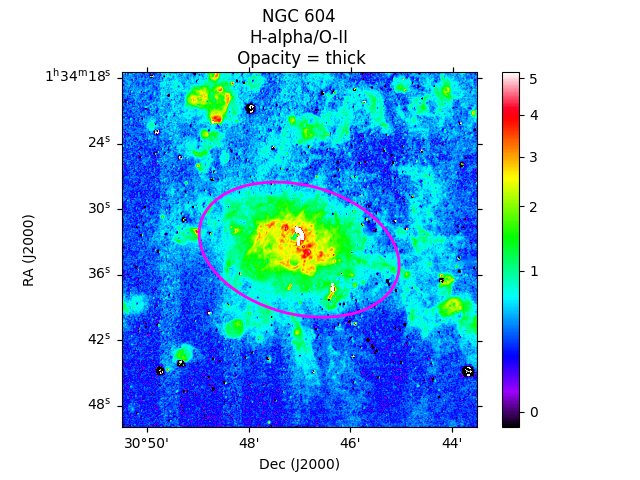 NGC 604
H-alpha/O-II
Opacity = thick
1ʰ34ᵐ18ˢ
24ˢ
30ˢ
36ˢ
42ˢ
48ˢ
RA (J2000)
30°50' 48' 46' 44'
Dec (J2000)
5
4
3
2
1
0